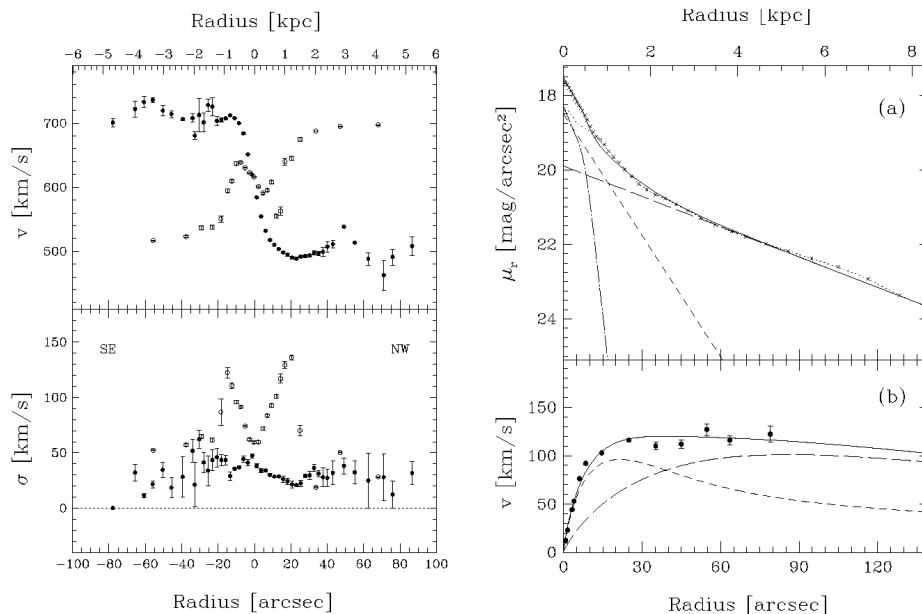 Radius [kpc]
-6 -5 -4 -3 -2 -1 0 1 2 3 4 5 6
700
600
500
v [km/s]
SE
NW
150
100
50
0
σ [km/s]
-100 -80 -60 -40 -20 0 20 40 60 80 100
Radius [arcsec]
Radius [kpc]
0 2 4 6 8
(a)
18
20
22
24
μr [mag/arcsec²]
(b)
150
100
50
0
v [km/s]
0 30 60 90 120
Radius [arcsec]